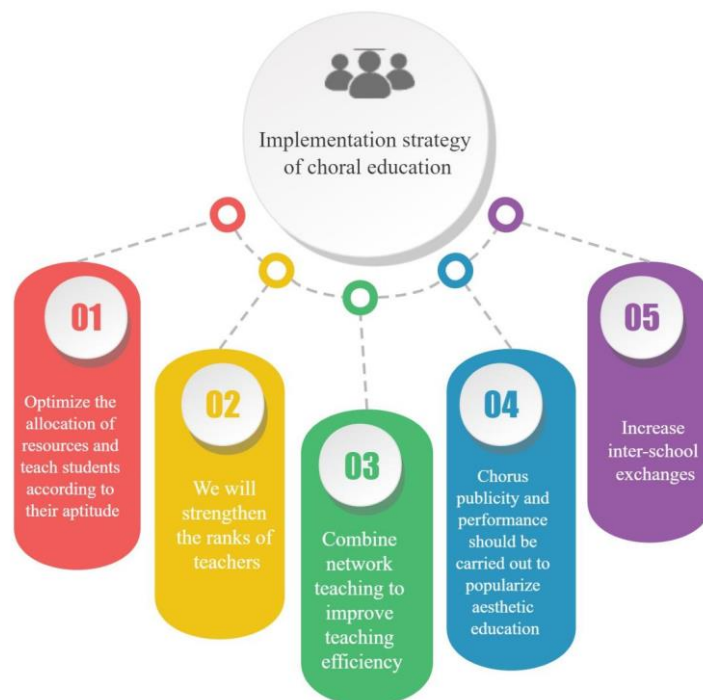 Implementation strategy
of choral education
01
Optimize the
allocation of
resources and
teach students
according to
their aptitude
02
We will
strengthen
the ranks of
teachers
03
Combine
network
teaching to
improve
teaching
efficiency
04
Chorus
publicity and
performance
should be
carried out to
popularize
aesthetic
education
05
Increase
inter-school
exchanges